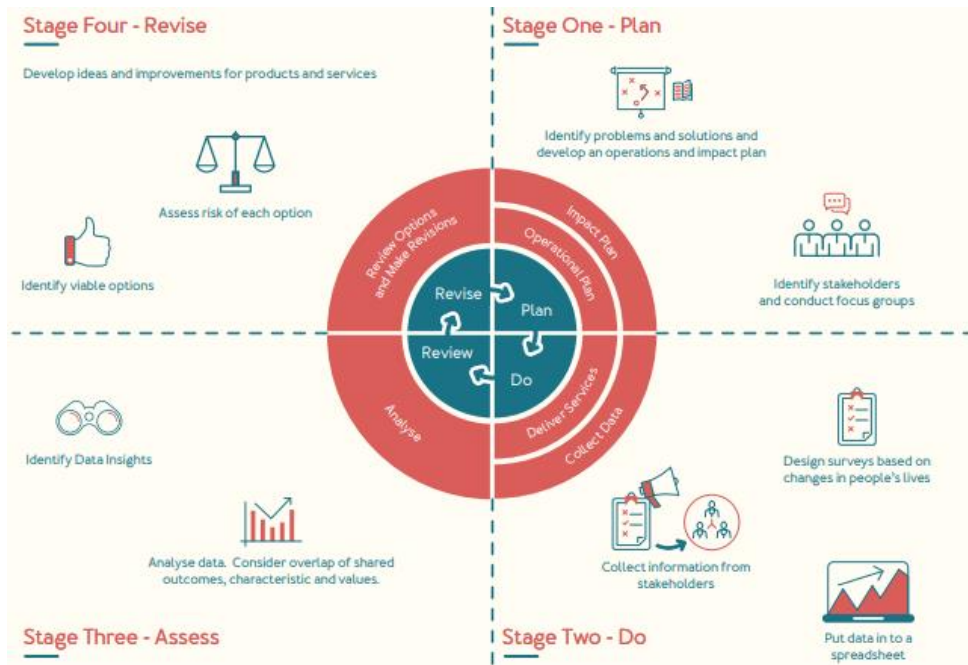 Stage Four - Revise
Develop ideas and improvements for products and services
Assess risk of each option
Identify viable options
Stage One - Plan
Identify problems and solutions and
develop an operations and impact plan
Identify stakeholders
and conduct focus groups
Review Options
and Make Revisions
Impact Plan
Operational Plan
Revise
Plan
Review
Do
Analyse
Deliver Services
Collect Data
Identify Data Insights
Analyse data. Consider overlap of shared
outcomes, characteristic and values.
Stage Three - Assess
Design surveys based on
changes in people's lives
Collect information from
stakeholders
Put data in to a
spreadsheet
Stage Two - Do